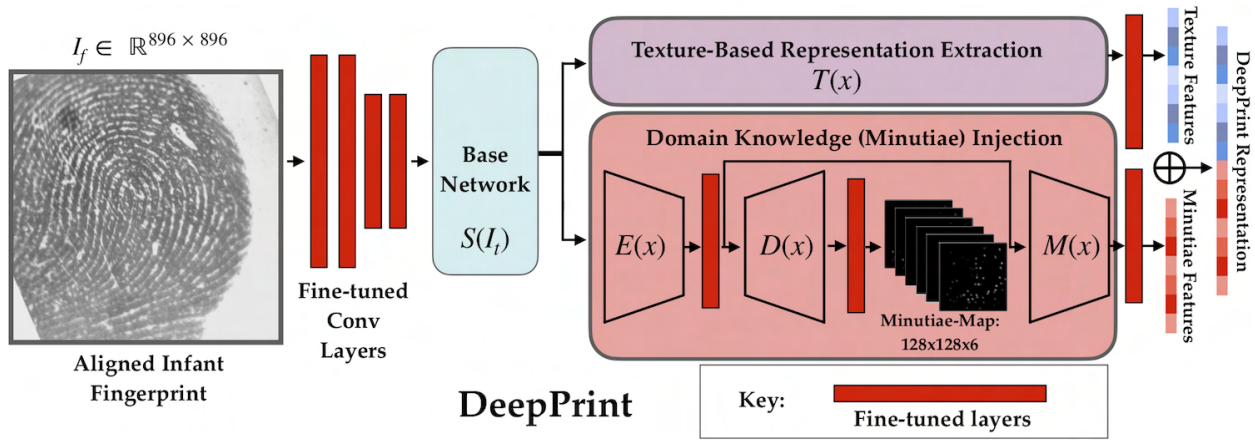 I_f ∈ ℝ^{896 × 896}
Aligned Infant
Fingerprint
Fine-tuned
Conv
Layers
Base
Network
S(I_t)
Texture-Based Representation Extraction
T(x)
Domain Knowledge (Minutiae) Injection
E(x)
D(x)
M(x)
Minutiae-Map:
128x128x6
Texture Features
Minutiae Features
DeepPrint Representation
DeepPrint
Key:
Fine-tuned layers